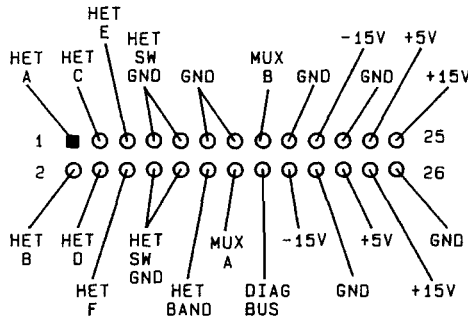 HET
E
HET
SW
GND
-15V
+5V
HET
A
HET
C
GND
MUX
B
GND
GND
+15V
1
25
2
26
HET
B
HET
D
HET
SW
GND
MUX
A
-15V
+5V
GND
HET
F
HET
BAND
DIAG
BUS
GND
+15V